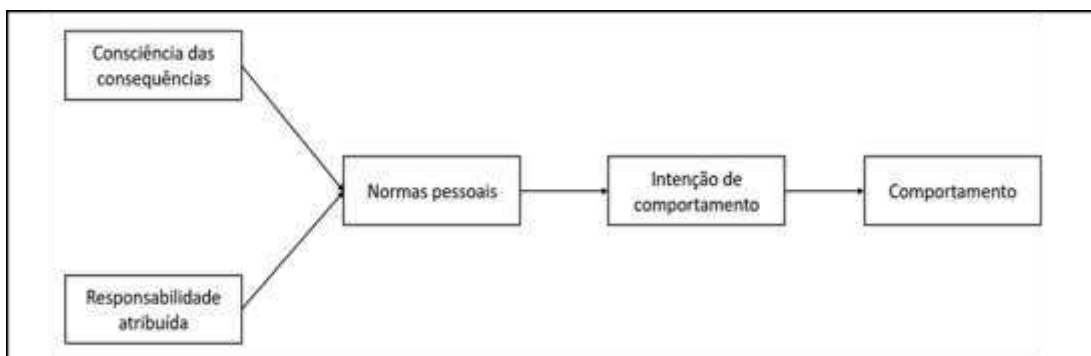 Consciência das
consequências
Normas pessoais
Intenção de
comportamento
Comportamento
Responsabilidade
atribuída